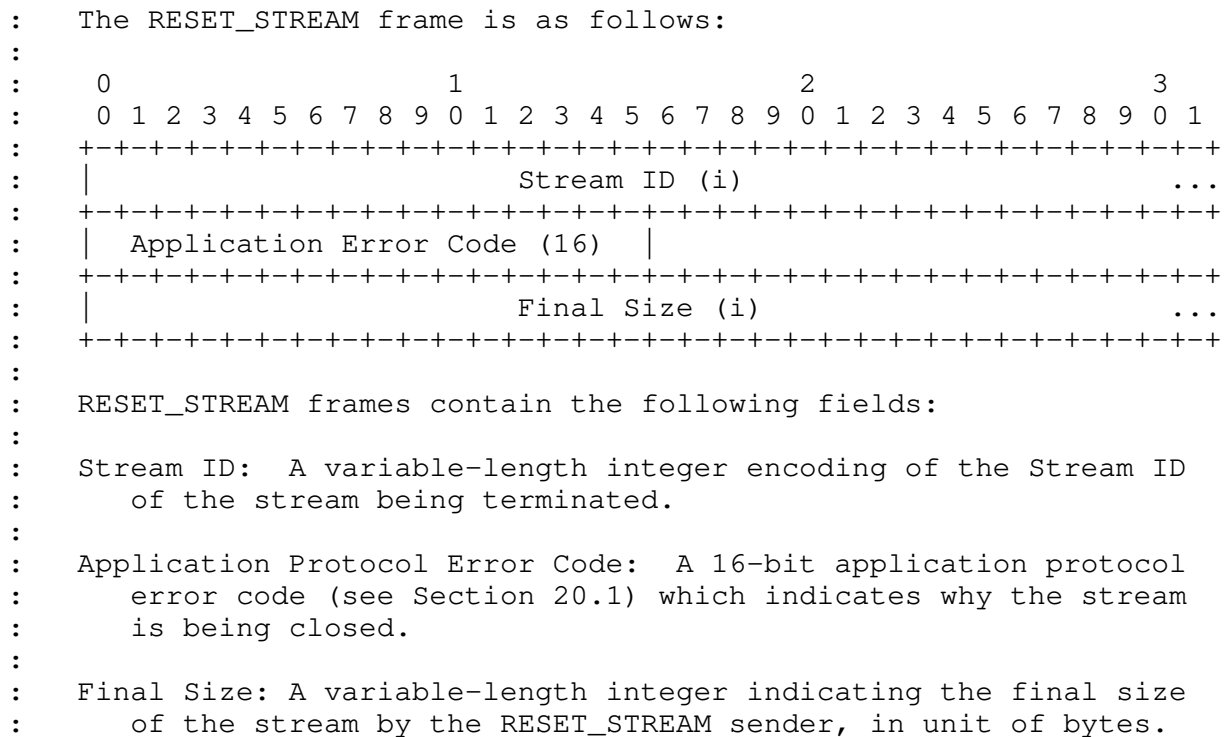 :    The RESET_STREAM frame is as follows:
:
:     0                   1                   2                   3
:     0 1 2 3 4 5 6 7 8 9 0 1 2 3 4 5 6 7 8 9 0 1 2 3 4 5 6 7 8 9 0 1
:    +-+-+-+-+-+-+-+-+-+-+-+-+-+-+-+-+-+-+-+-+-+-+-+-+-+-+-+-+-+-+-+-+
:    |                        Stream ID (i)                        ...
:    +-+-+-+-+-+-+-+-+-+-+-+-+-+-+-+-+-+-+-+-+-+-+-+-+-+-+-+-+-+-+-+-+
:    |  Application Error Code (16)  |
:    +-+-+-+-+-+-+-+-+-+-+-+-+-+-+-+-+-+-+-+-+-+-+-+-+-+-+-+-+-+-+-+-+
:    |                        Final Size (i)                       ...
:    +-+-+-+-+-+-+-+-+-+-+-+-+-+-+-+-+-+-+-+-+-+-+-+-+-+-+-+-+-+-+-+-+
:
:    RESET_STREAM frames contain the following fields:
:
:    Stream ID:  A variable-length integer encoding of the Stream ID
:       of the stream being terminated.
:
:    Application Protocol Error Code:  A 16-bit application protocol
:       error code (see Section 20.1) which indicates why the stream
:       is being closed.
:
:    Final Size: A variable-length integer indicating the final size
:       of the stream by the RESET_STREAM sender, in unit of bytes.